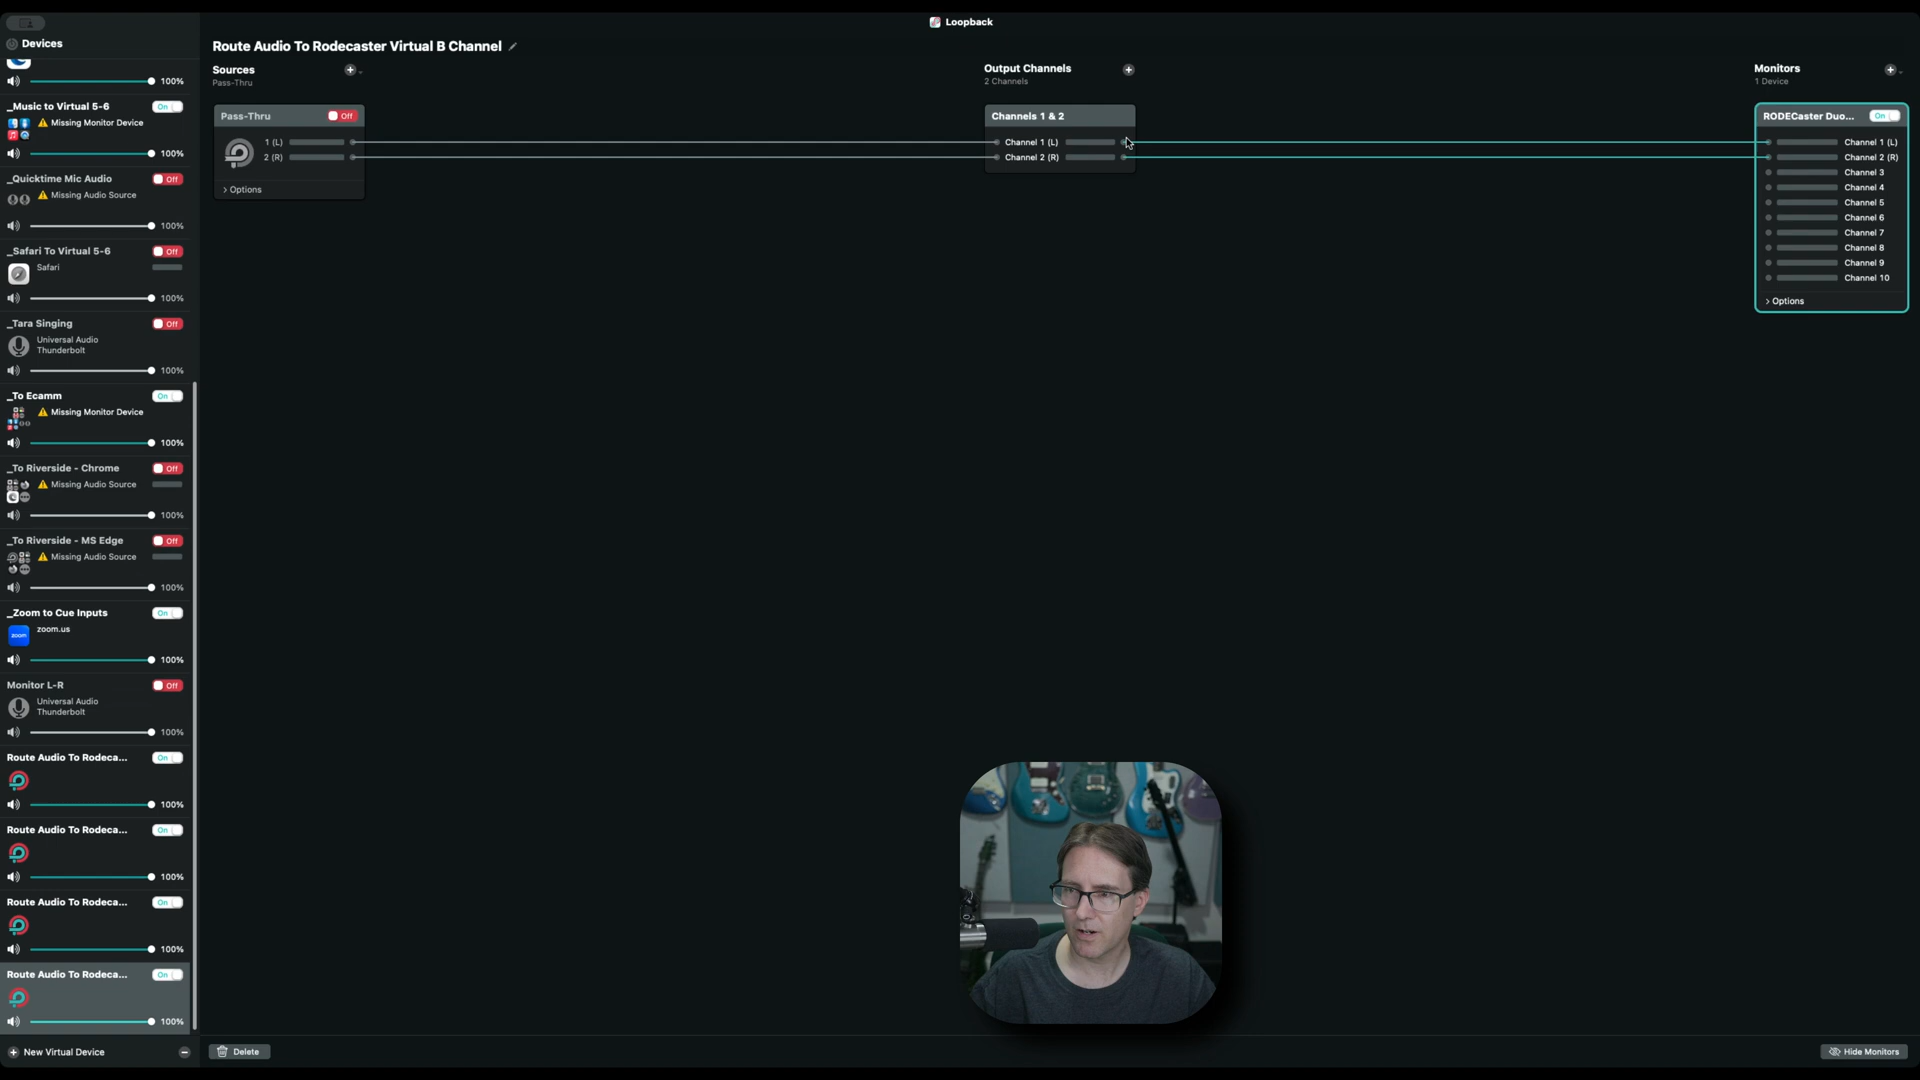 Loopback
Devices
100%
_Music to Virtual 5-6
On
Missing Monitor Device
100%
_Quicktime Mic Audio
Off
Missing Audio Source
100%
_Safari To Virtual 5-6
Off
Safari
100%
_Tara Singing
Off
Universal Audio
Thunderbolt
100%
_To Ecamm
On
Missing Monitor Device
100%
_To Riverside - Chrome
Off
Missing Audio Source
100%
_To Riverside - MS Edge
Off
Missing Audio Source
100%
_Zoom to Cue Inputs
On
zoom
zoom.us
100%
Monitor L-R
Off
Universal Audio
Thunderbolt
100%
Route Audio To Rodeca...
On
100%
Route Audio To Rodeca...
On
100%
Route Audio To Rodeca...
On
100%
Route Audio To Rodeca...
On
100%
New Virtual Device
Route Audio To Rodecaster Virtual B Channel
Sources
Pass-Thru
Pass-Thru
Off
1 (L)
2 (R)
Options
Output Channels
2 Channels
Channels 1 & 2
Channel 1 (L)
Channel 2 (R)
Monitors
1 Device
RODECaster Duo...
On
Channel 1 (L)
Channel 2 (R)
Channel 3
Channel 4
Channel 5
Channel 6
Channel 7
Channel 8
Channel 9
Channel 10
Options
Delete
Hide Monitors